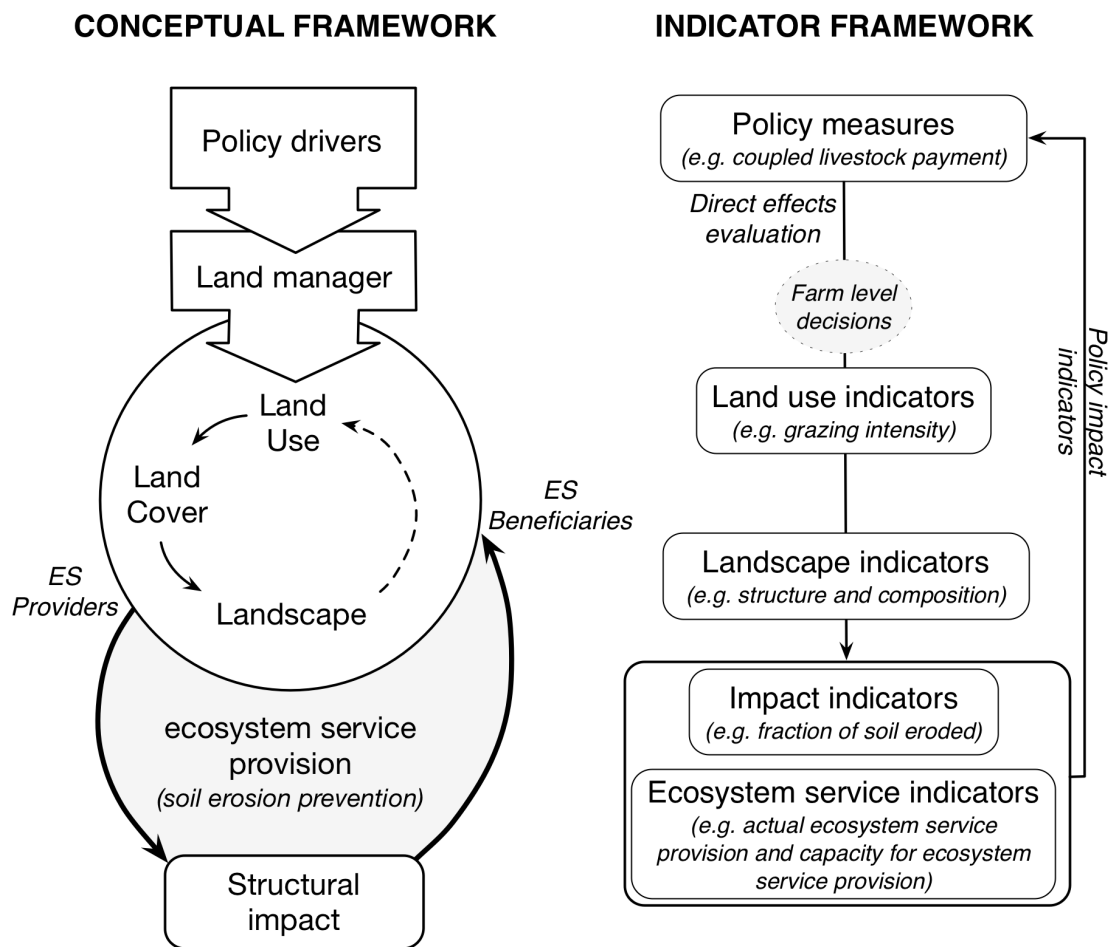 CONCEPTUAL FRAMEWORK
Policy drivers
Land manager
Land
Use
Land
Cover
Landscape
ES
Providers
ES
Beneficiaries
ecosystem service
provision
(soil erosion prevention)
Structural
impact
INDICATOR FRAMEWORK
Policy measures
(e.g. coupled livestock payment)
Direct effects
evaluation
Farm level
decisions
Land use indicators
(e.g. grazing intensity)
Landscape indicators
(e.g. structure and composition)
Impact indicators
(e.g. fraction of soil eroded)
Ecosystem service indicators
(e.g. actual ecosystem service
provision and capacity for ecosystem
service provision)
Policy impact
indicators